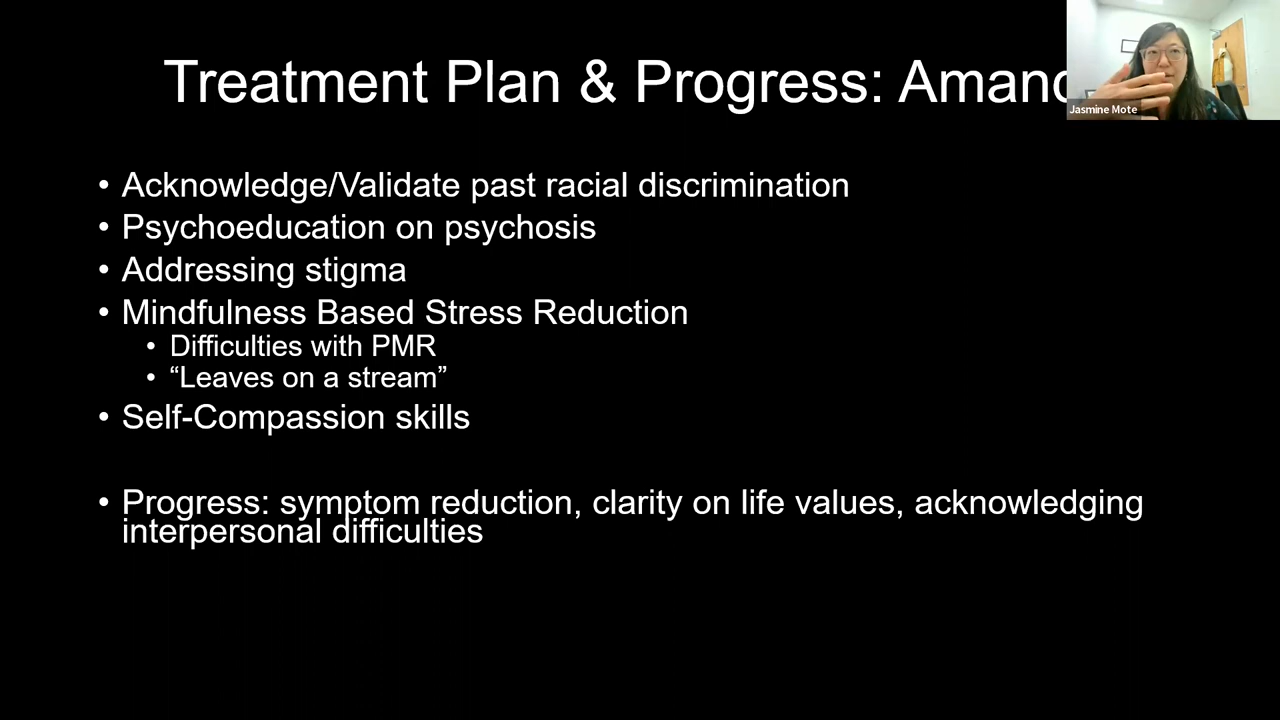 Treatment Plan & Progress:
Jasmine Mote
• Acknowledge/Validate past racial discrimination
• Psychoeducation on psychosis
• Addressing stigma
• Mindfulness Based Stress Reduction
• Difficulties with PMR
• “Leaves on a stream”
• Self-Compassion skills
• Progress: symptom reduction, clarity on life values, acknowledging
interpersonal difficulties